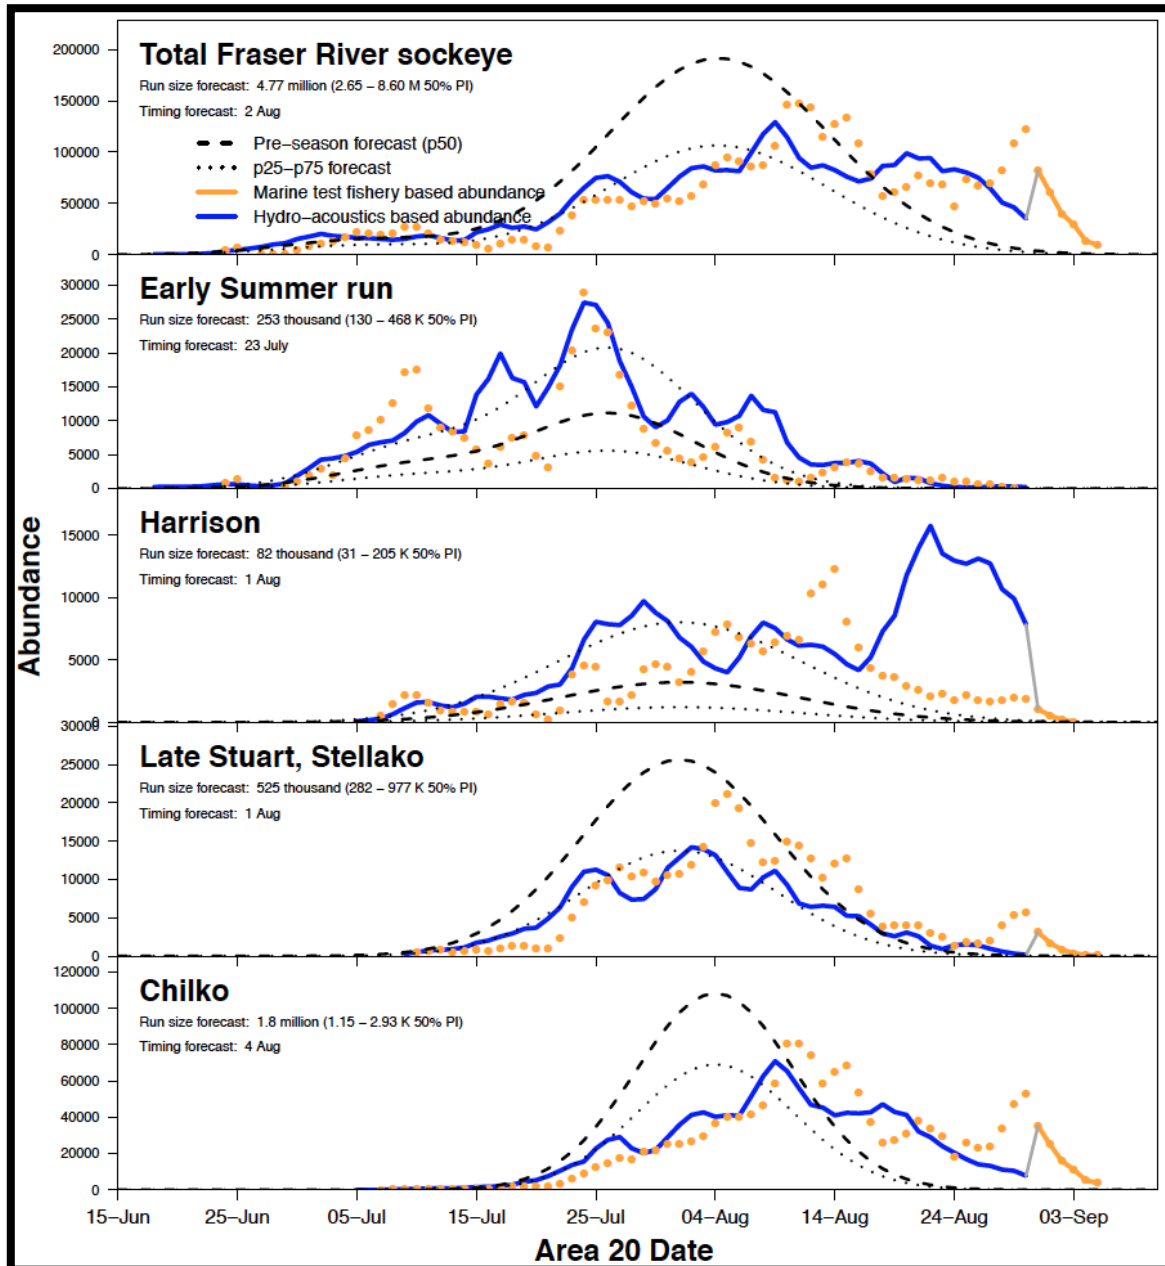 200000
150000
100000
50000
0
Total Fraser River sockeye
Run size forecast: 4.77 million (2.65 – 8.60 M 50% PI)
Timing forecast: 2 Aug
Pre−season forecast (p50)
p25−p75 forecast
Marine test fishery based abundance
Hydro−acoustics based abundance
30000
25000
20000
15000
10000
5000
0
Early Summer run
Run size forecast: 253 thousand (130 – 468 K 50% PI)
Timing forecast: 23 July
15000
10000
5000
0
Harrison
Run size forecast: 82 thousand (31 – 205 K 50% PI)
Timing forecast: 1 Aug
30000
25000
20000
15000
10000
5000
0
Late Stuart, Stellako
Run size forecast: 525 thousand (282 – 977 K 50% PI)
Timing forecast: 1 Aug
120000
100000
80000
60000
40000
20000
0
Chilko
Run size forecast: 1.8 million (1.15 – 2.93 K 50% PI)
Timing forecast: 4 Aug
Abundance
15−Jun 25−Jun 05−Jul 15−Jul 25−Jul 04−Aug 14−Aug 24−Aug 03−Sep
Area 20 Date